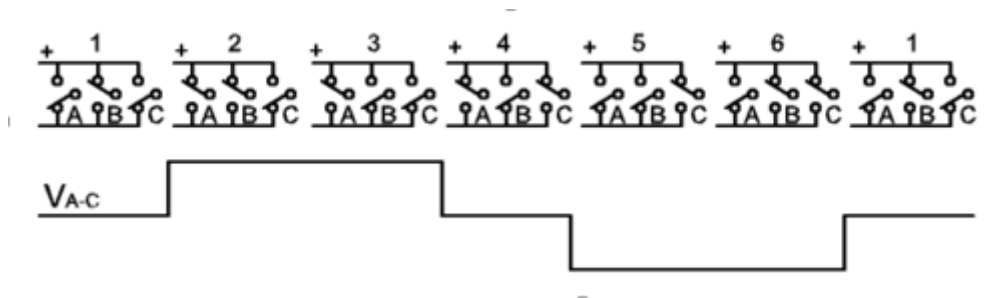 + 1 + 2 + 3 + 4 + 5 + 6 + 1
A B C A B C A B C A B C A B C A B C A B C
VA-C